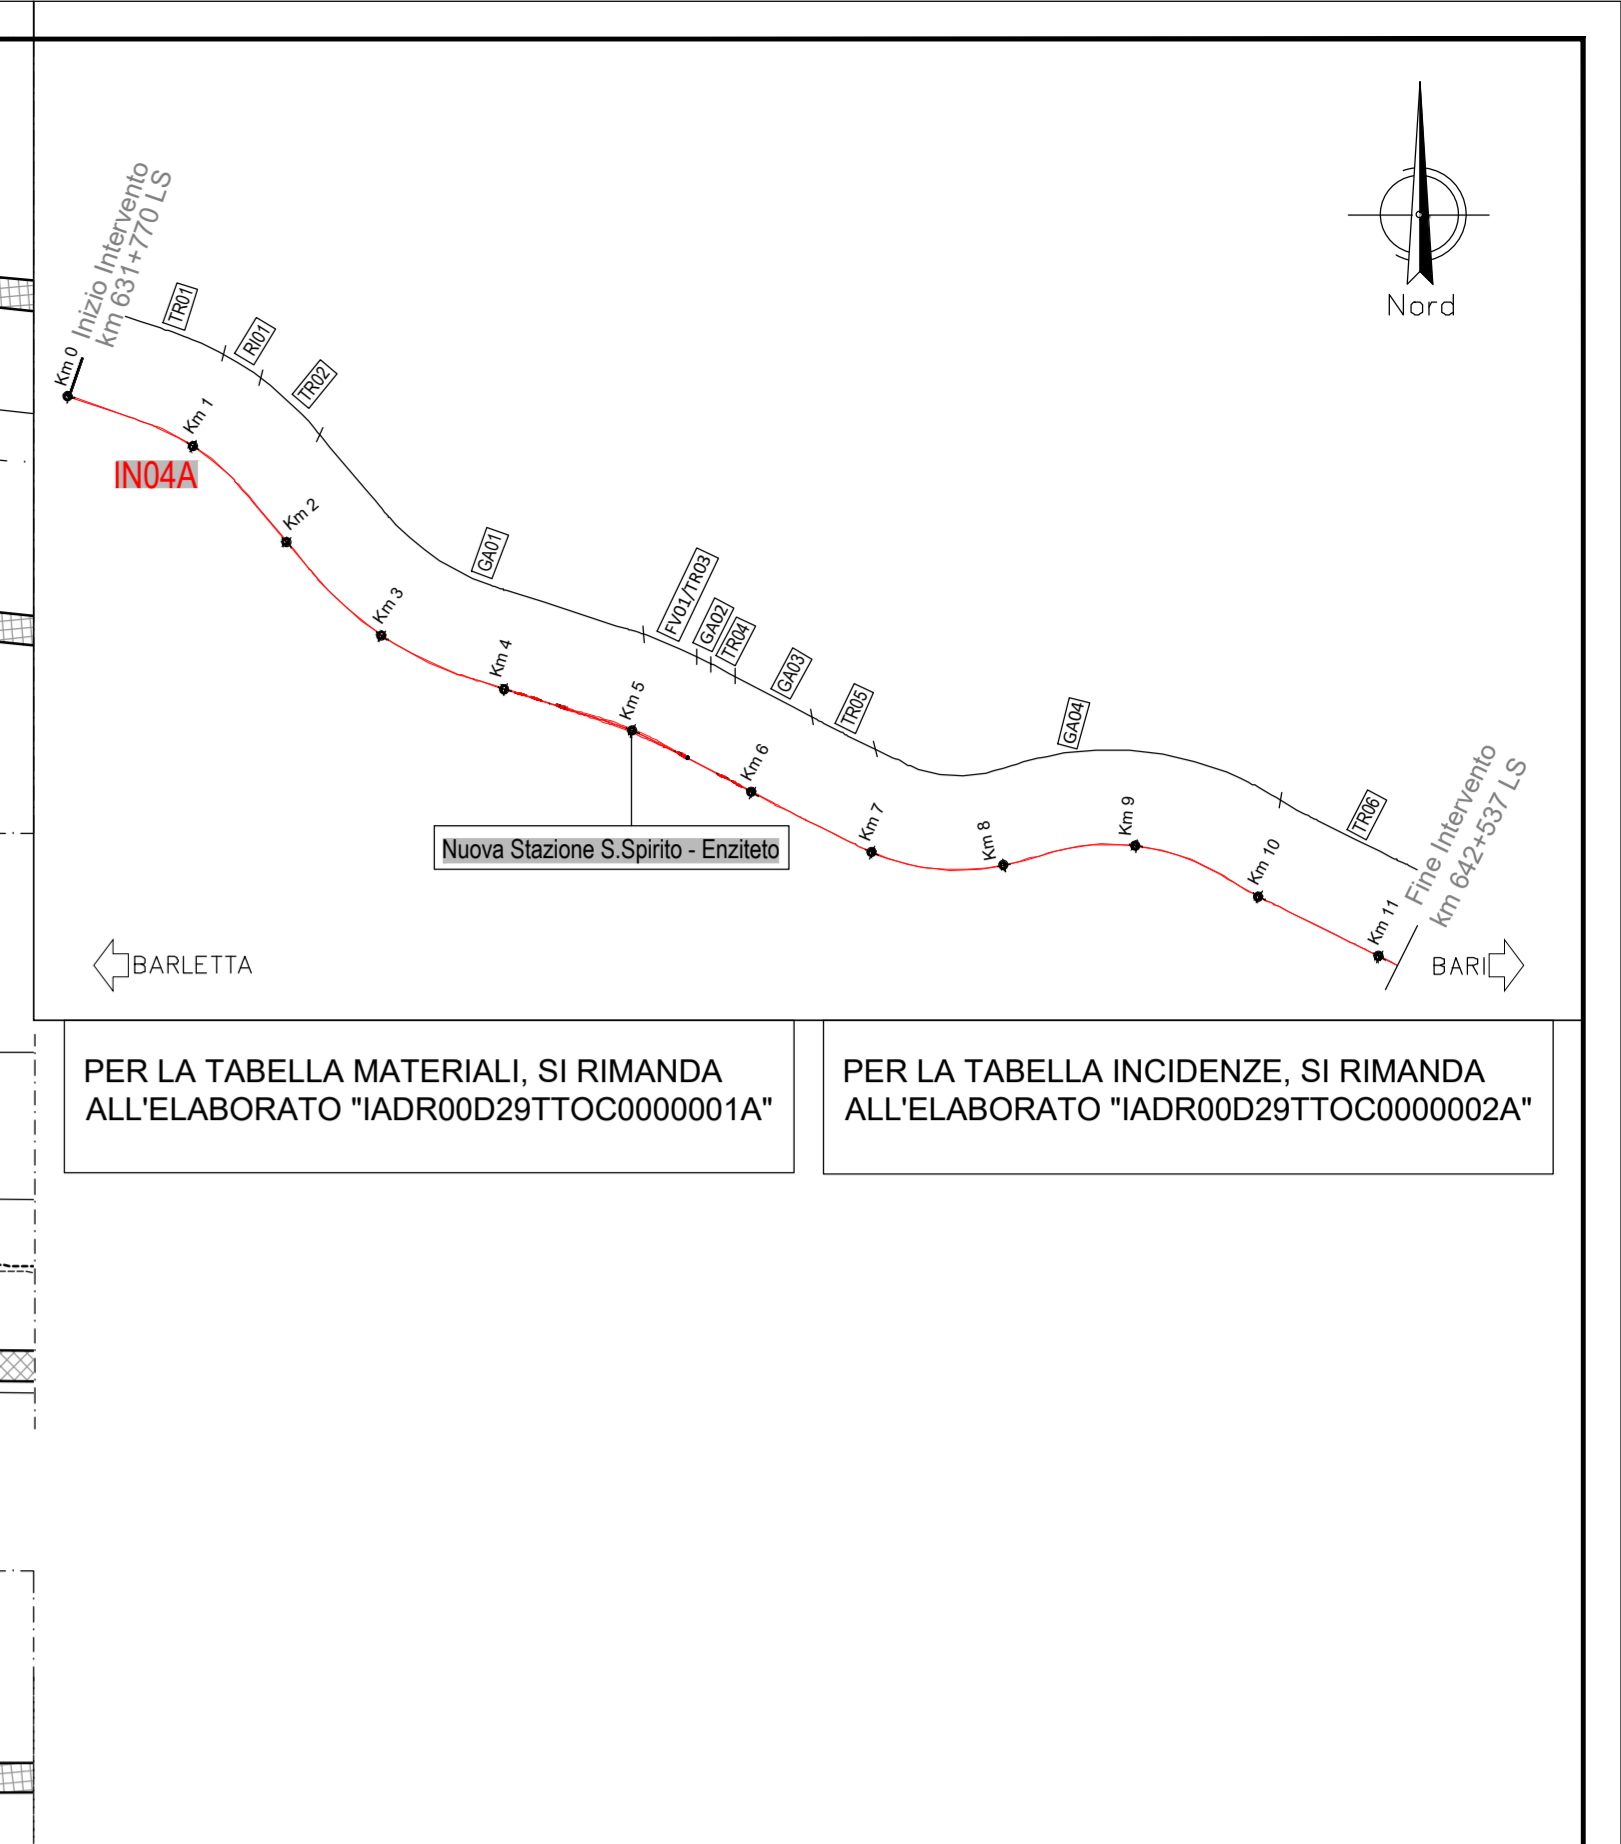 Inizio Intervento
km 631+770 LS
Nord
TR01
RI01
TR02
GA01
FV01/TR03
GA02
TR04
GA03
TR05
GA04
TR06
Km 0
Km 1
IN04A
Km 2
Km 3
Km 4
Km 5
Km 6
Km 7
Km 8
Km 9
Km 10
Km 11
Fine Intervento
km 642+537 LS
Nuova Stazione S.Spirito - Enziteto
BARLETTA
BARI
PER LA TABELLA MATERIALI, SI RIMANDA
ALL'ELABORATO "IADR00D29TTOC0000001A"
PER LA TABELLA INCIDENZE, SI RIMANDA
ALL'ELABORATO "IADR00D29TTOC0000002A"